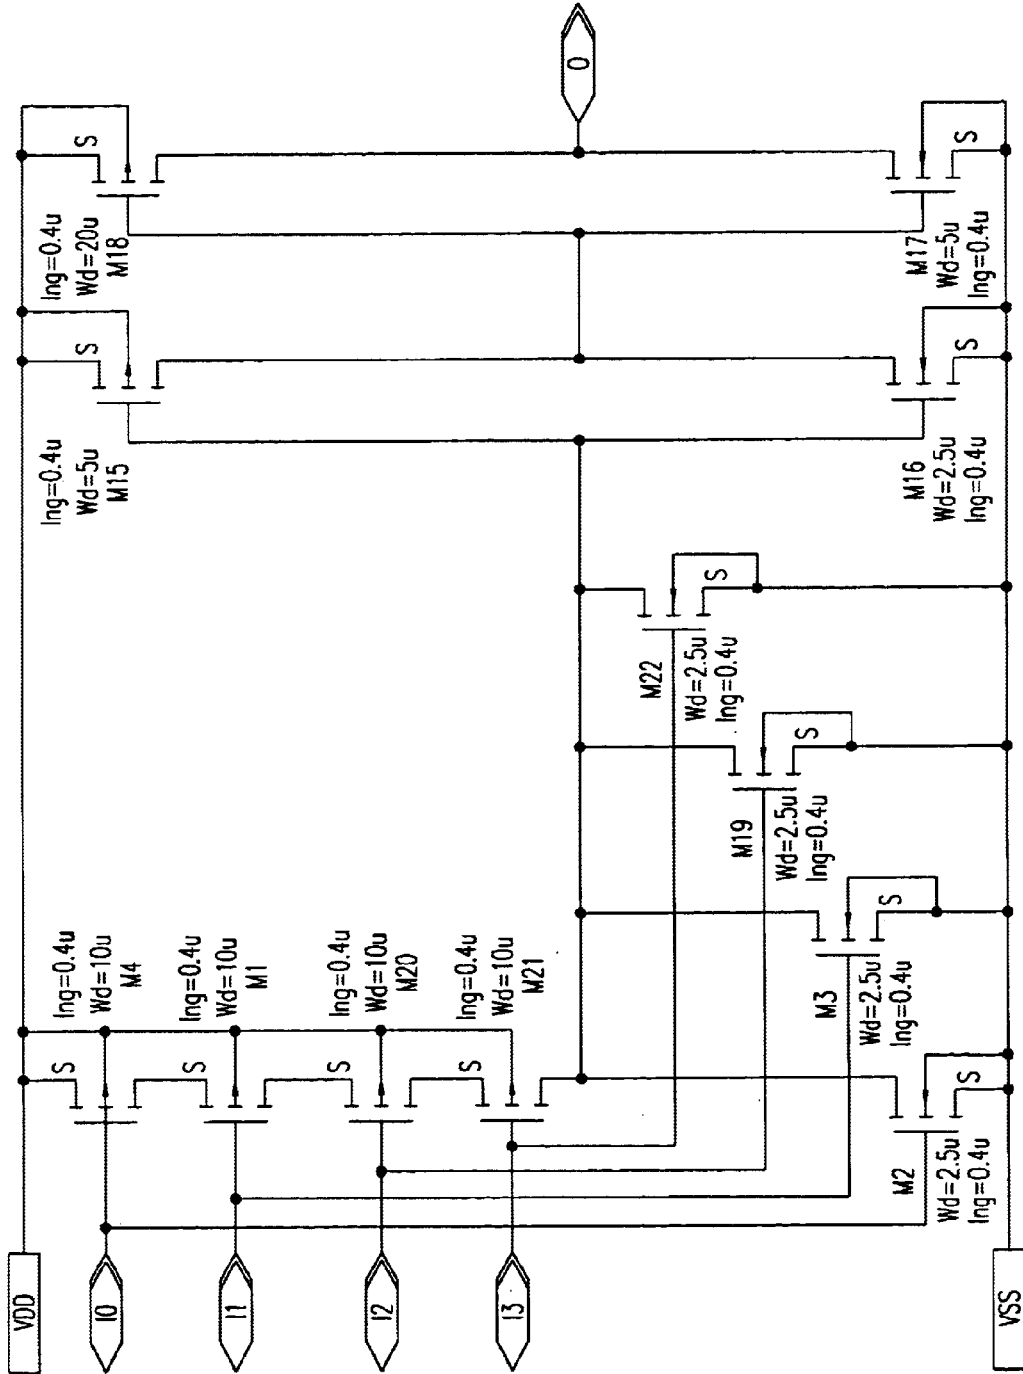 VDD
I0
I1
I2
I3
lng=0.4u
Wd=10u
M4
S
lng=0.4u
Wd=10u
M1
S
lng=0.4u
Wd=10u
M20
S
lng=0.4u
Wd=10u
M21
S
lng=0.4u
Wd=5u
M15
S
lng=0.4u
Wd=20u
M18
S
O
M22
Wd=2.5u
lng=0.4u
S
M19
Wd=2.5u
lng=0.4u
S
M3
Wd=2.5u
lng=0.4u
S
M2
Wd=2.5u
lng=0.4u
S
M16
Wd=2.5u
lng=0.4u
S
M17
Wd=5u
lng=0.4u
S
VSS